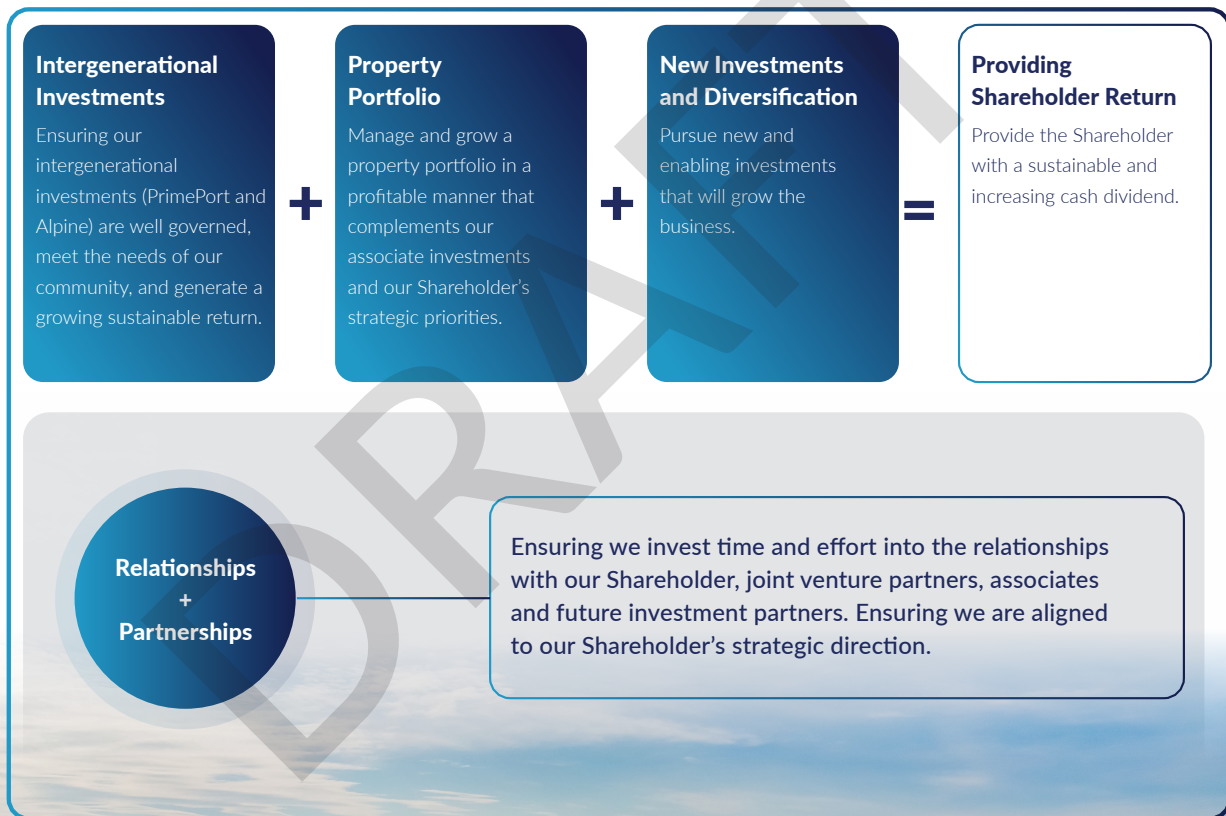 Intergenerational
Investments
Ensuring our
intergenerational
investments (PrimePort and
Alpine) are well governed,
meet the needs of our
community, and generate a
growing sustainable return.
+
Property
Portfolio
Manage and grow a
property portfolio in a
profitable manner that
complements our
associate investments
and our Shareholder’s
strategic priorities.
+
New Investments
and Diversification
Pursue new and
enabling investments
that will grow the
business.
=
Providing
Shareholder Return
Provide the Shareholder
with a sustainable and
increasing cash dividend.
Relationships
+
Partnerships
Ensuring we invest time and effort into the relationships
with our Shareholder, joint venture partners, associates
and future investment partners. Ensuring we are aligned
to our Shareholder’s strategic direction.
DRAFT